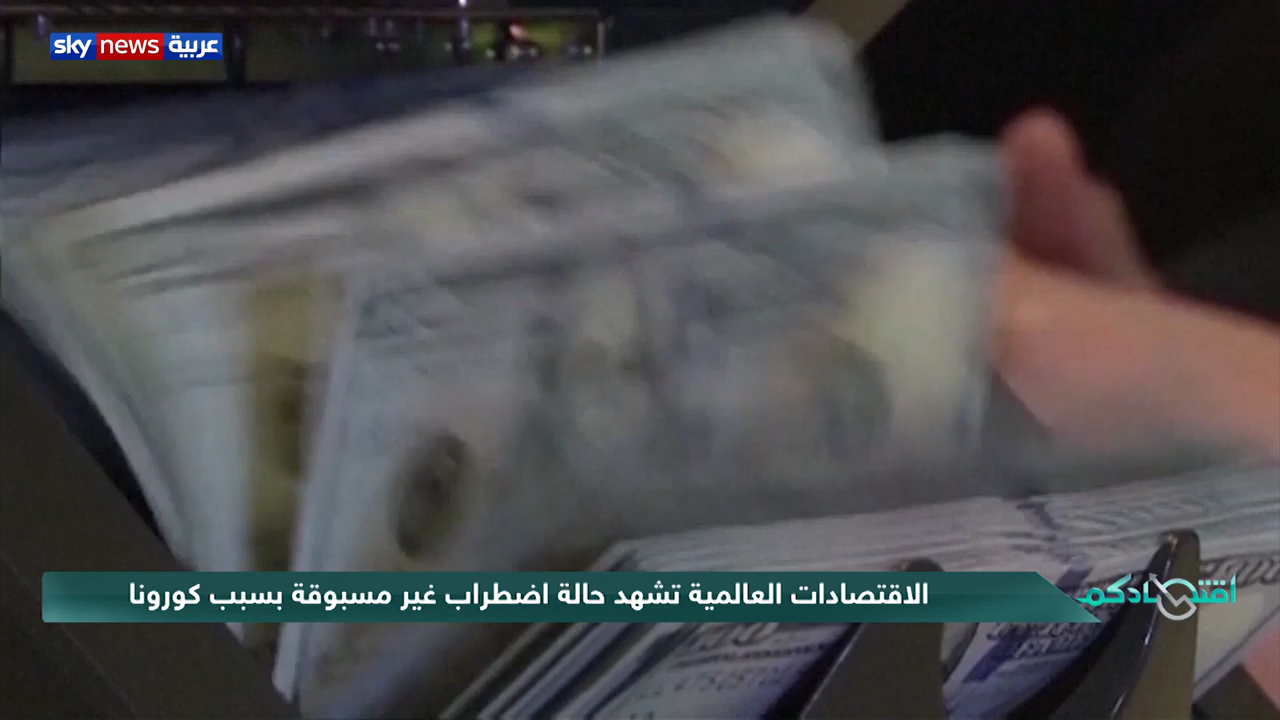 sky news عربية
الاقتصادات العالمية تشهد حالة اضطراب غير مسبوقة بسبب كورونا
اقتصادكم